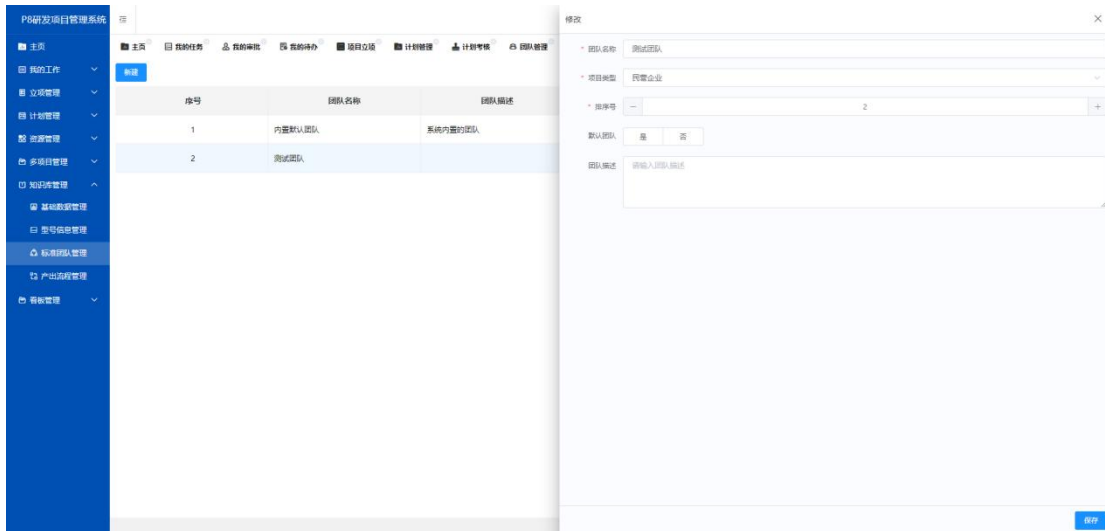 P8研发项目管理系统
主页
我的工作
立项管理
计划管理
资源管理
多项目管理
知识库管理
基础数据管理
型号信息管理
标准团队管理
产出流程管理
看板管理
主页 我的任务 我的审批 我的待办 项目立项 计划管理 计划考核 团队管理
新建
序号 团队名称 团队描述
1 内置默认团队 系统内置的团队
2 测试团队
修改
* 团队名称 测试团队
* 项目类型 民营企业
* 排序号 − 2 +
默认团队 是 否
团队描述 请输入团队描述
保存